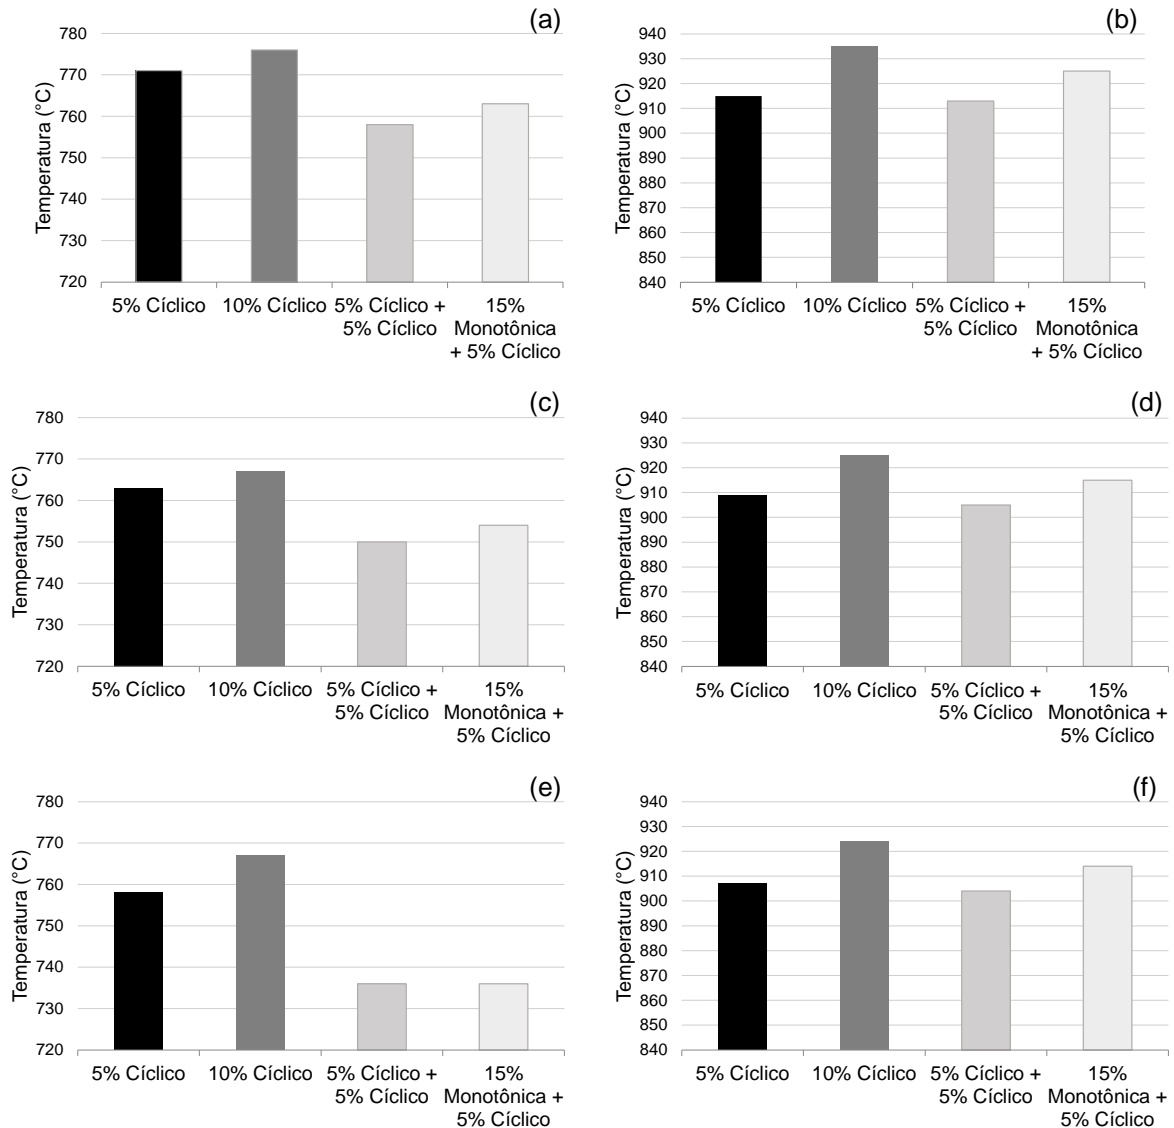 (a)
Temperatura (°C)
780
770
760
750
740
730
720
5% Cíclico
10% Cíclico
5% Cíclico +
5% Cíclico
15%
Monotônica
+ 5% Cíclico
(b)
Temperatura (°C)
940
930
920
910
900
890
880
870
860
850
840
5% Cíclico
10% Cíclico
5% Cíclico +
5% Cíclico
15%
Monotônica
+ 5% Cíclico
(c)
Temperatura (°C)
780
770
760
750
740
730
720
5% Cíclico
10% Cíclico
5% Cíclico +
5% Cíclico
15%
Monotônica +
5% Cíclico
(d)
Temperatura (°C)
940
930
920
910
900
890
880
870
860
850
840
5% Cíclico
10% Cíclico
5% Cíclico +
5% Cíclico
15%
Monotônica +
5% Cíclico
(e)
Temperatura (°C)
780
770
760
750
740
730
720
5% Cíclico
10% Cíclico
5% Cíclico +
5% Cíclico
15%
Monotônica +
5% Cíclico
(f)
Temperatura (°C)
940
930
920
910
900
890
880
870
860
850
840
5% Cíclico
10% Cíclico
5% Cíclico +
5% Cíclico
15%
Monotônica +
5% Cíclico